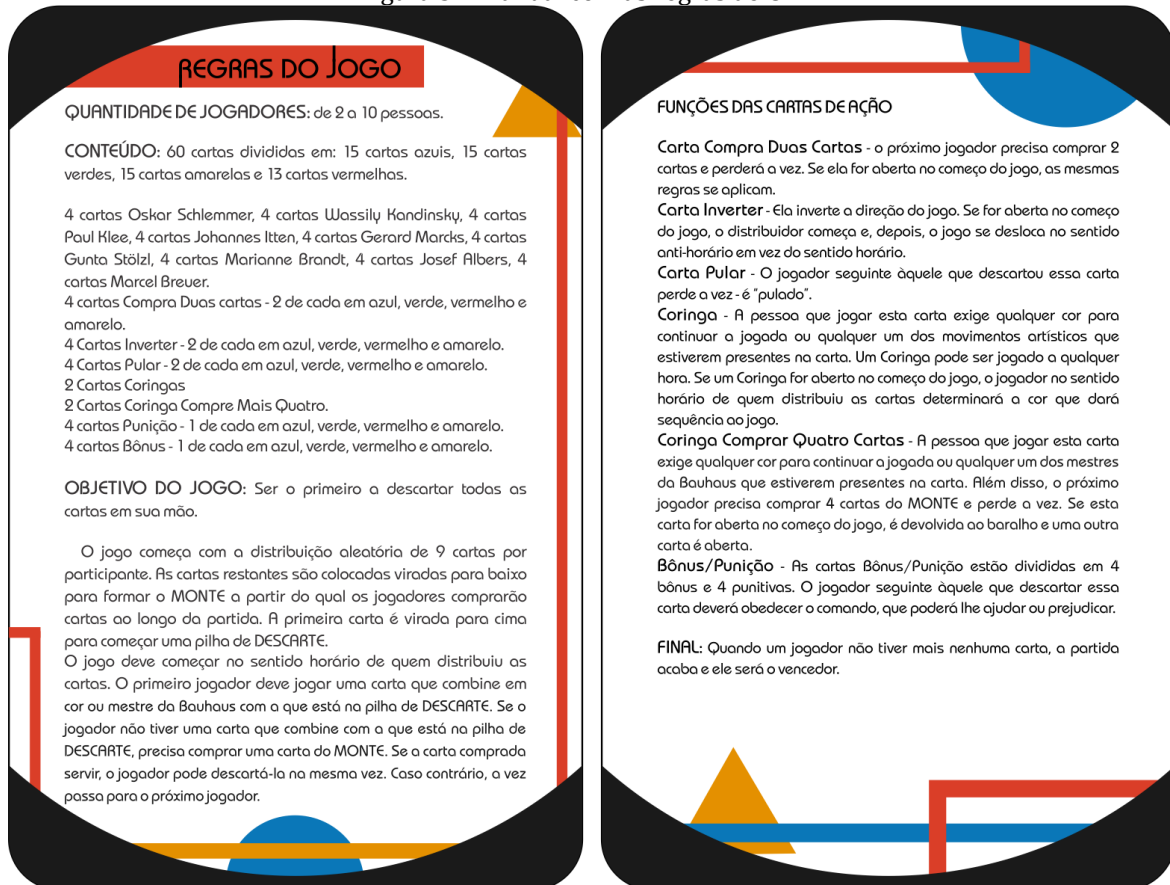 REGRAS DO JOGO
QUANTIDADE DE JOGADORES: de 2 a 10 pessoas.
CONTEÚDO: 60 cartas divididas em: 15 cartas azuis, 15 cartas
verdes, 15 cartas amarelas e 13 cartas vermelhas.
4 cartas Oskar Schlemmer, 4 cartas Wassily Kandinsky, 4 cartas
Paul Klee, 4 cartas Johannes Itten, 4 cartas Gerard Marcks, 4 cartas
Gunta Stölzl, 4 cartas Marianne Brandt, 4 cartas Josef Albers, 4
cartas Marcel Breuer.
4 cartas Compra Duas cartas - 2 de cada em azul, verde, vermelho e
amarelo.
4 Cartas Inverter - 2 de cada em azul, verde, vermelho e amarelo.
4 Cartas Pular - 2 de cada em azul, verde, vermelho e amarelo.
2 Cartas Coringas
2 Cartas Coringa Compre Mais Quatro.
4 cartas Punição - 1 de cada em azul, verde, vermelho e amarelo.
4 cartas Bônus - 1 de cada em azul, verde, vermelho e amarelo.
OBJETIVO DO JOGO: Ser o primeiro a descartar todas as
cartas em sua mão.
O jogo começa com a distribuição aleatória de 9 cartas por
participante. As cartas restantes são colocadas viradas para baixo
para formar o MONTE a partir do qual os jogadores comprarão
cartas ao longo da partida. A primeira carta é virada para cima
para começar uma pilha de DESCARTE.
O jogo deve começar no sentido horário de quem distribuiu as
cartas. O primeiro jogador deve jogar uma carta que combine em
cor ou mestre da Bauhaus com a que está na pilha de DESCARTE. Se o
jogador não tiver uma carta que combine com a que está na pilha de
DESCARTE, precisa comprar uma carta do MONTE. Se a carta comprada
servir, o jogador pode descartá-la na mesma vez. Caso contrário, a vez
passa para o próximo jogador.
FUNÇÕES DAS CARTAS DE AÇÃO
Carta Compra Duas Cartas - o próximo jogador precisa comprar 2
cartas e perderá a vez. Se ela for aberta no começo do jogo, as mesmas
regras se aplicam.
Carta Inverter - Ela inverte a direção do jogo. Se for aberta no começo
do jogo, o distribuidor começa e, depois, o jogo se desloca no sentido
anti-horário em vez do sentido horário.
Carta Pular - O jogador seguinte àquele que descartou essa carta
perde a vez - é "pulado".
Coringa - A pessoa que jogar esta carta exige qualquer cor para
continuar a jogada ou qualquer um dos movimentos artísticos que
estiverem presentes na carta. Um Coringa pode ser jogado a qualquer
hora. Se um Coringa for aberto no começo do jogo, o jogador no sentido
horário de quem distribuiu as cartas determinará a cor que dará
sequência ao jogo.
Coringa Comprar Quatro Cartas - A pessoa que jogar esta carta
exige qualquer cor para continuar a jogada ou qualquer um dos mestres
da Bauhaus que estiverem presentes na carta. Além disso, o próximo
jogador precisa comprar 4 cartas do MONTE e perde a vez. Se esta
carta for aberta no começo do jogo, é devolvida ao baralho e uma outra
carta é aberta.
Bônus/Punição - As cartas Bônus/Punição estão divididas em 4
bônus e 4 punitivas. O jogador seguinte àquele que descartar essa
carta deverá obedecer o comando, que poderá lhe ajudar ou prejudicar.
FINAL: Quando um jogador não tiver mais nenhuma carta, a partida
acaba e ele será o vencedor.